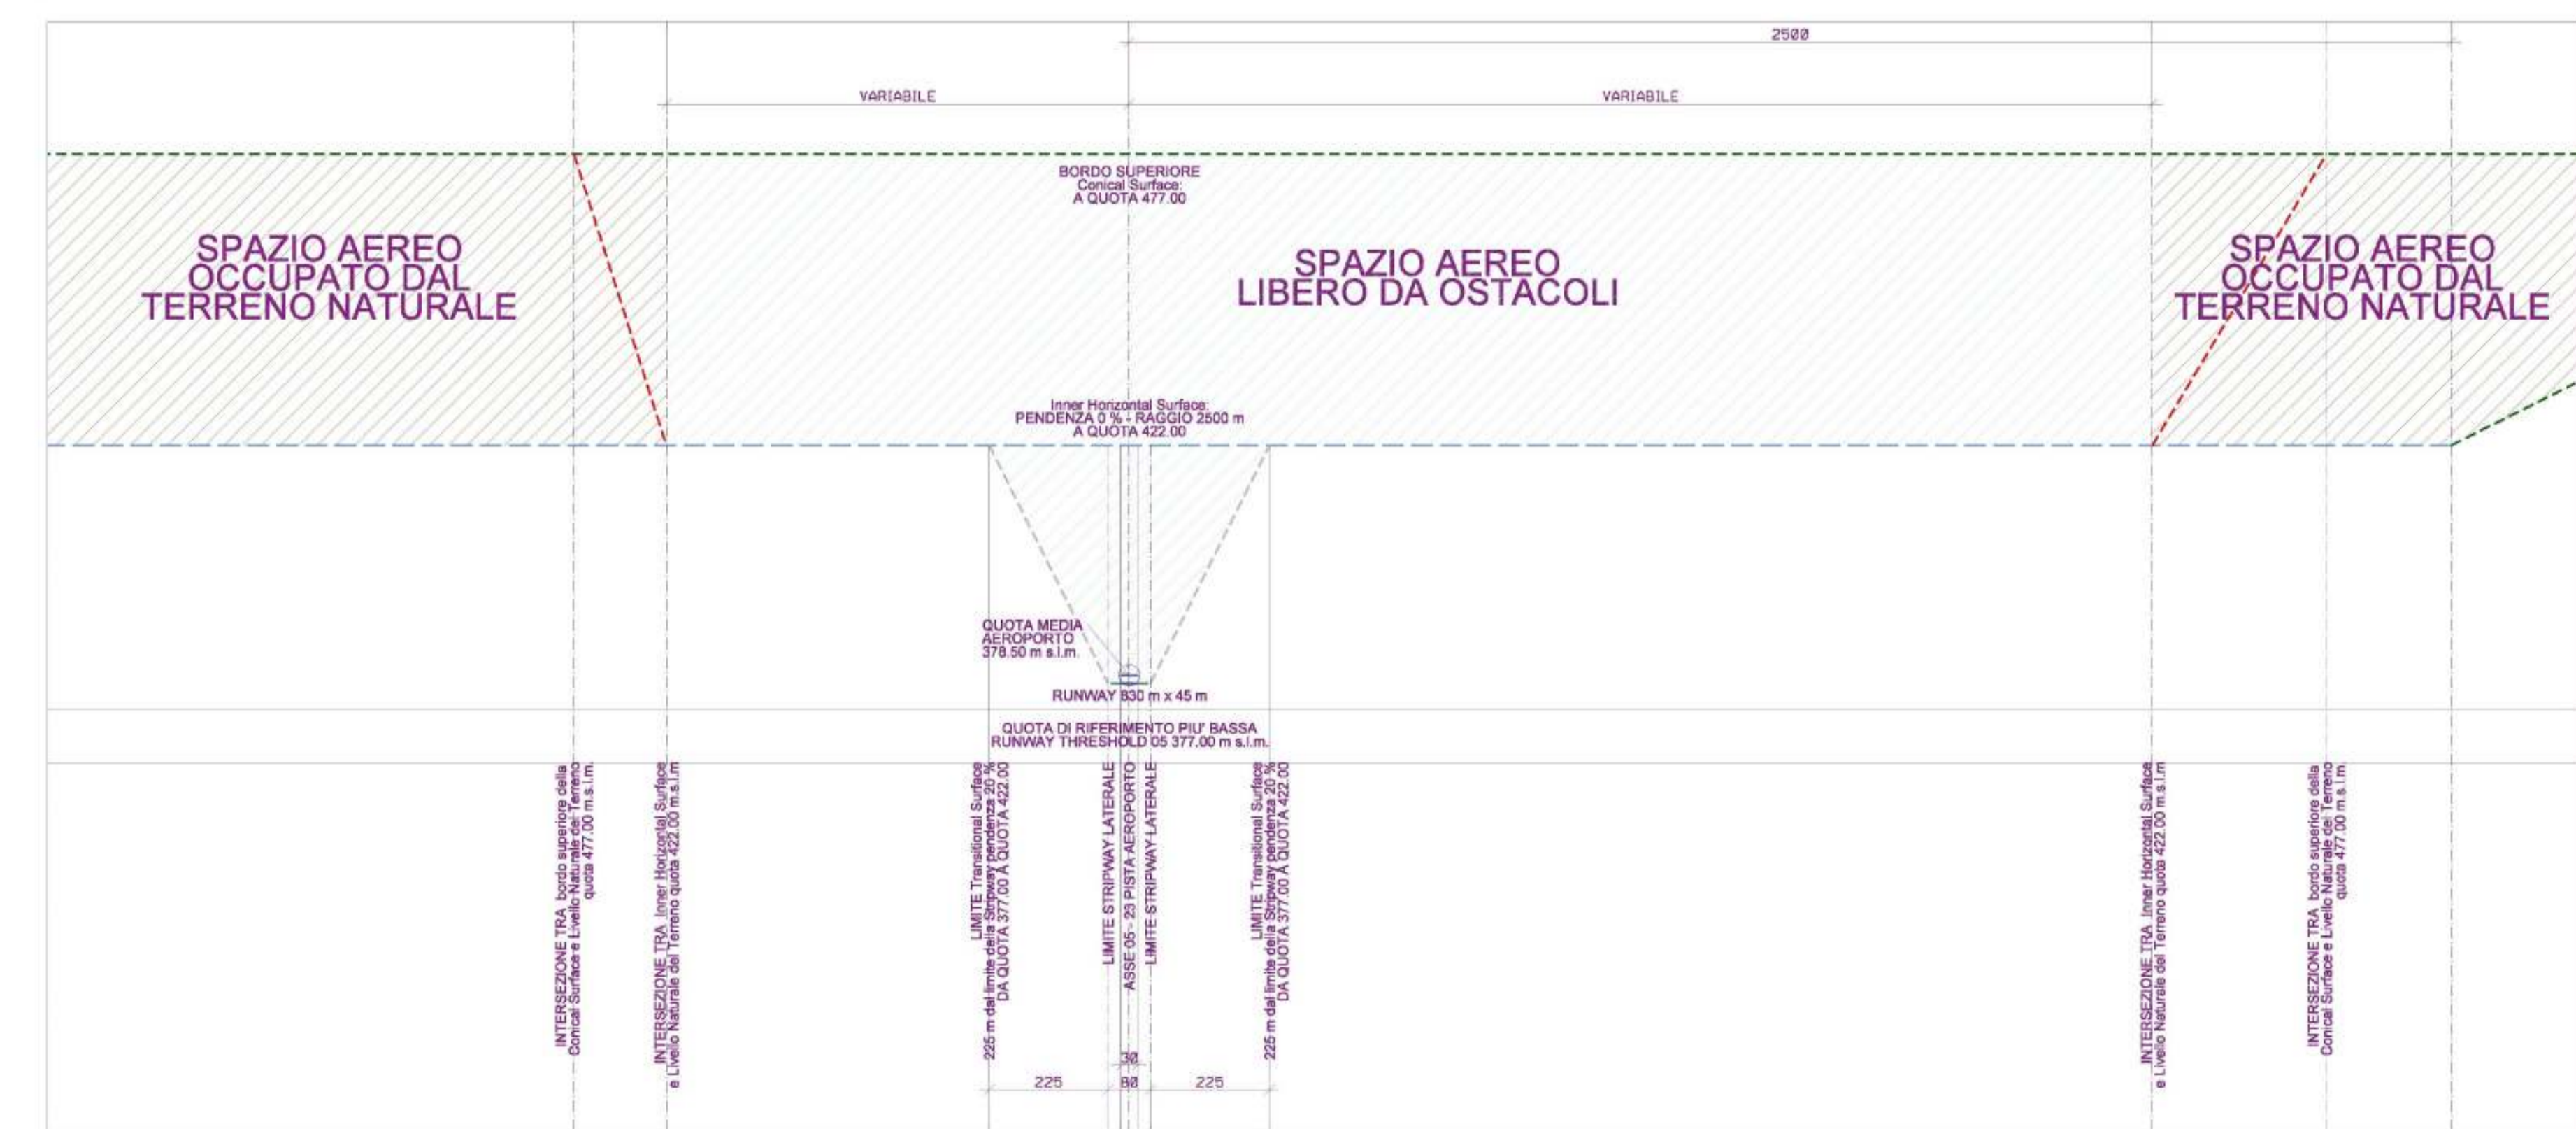 2500
VARIABILE
VARIABILE
BORDO SUPERIORE
Conical Surface:
A QUOTA 477.00
SPAZIO AEREO
OCCUPATO DAL
TERRENO NATURALE
SPAZIO AEREO
LIBERO DA OSTACOLI
SPAZIO AEREO
OCCUPATO DAL
TERRENO NATURALE
Inner Horizontal Surface:
PENDENZA 0 % - RAGGIO 2500 m
A QUOTA 422.00
QUOTA MEDIA
AEROPORTO
378.50 m s.l.m.
RUNWAY 830 m x 45 m
QUOTA DI RIFERIMENTO PIU' BASSA
RUNWAY THRESHOLD 05 377.00 m s.l.m.
INTERSEZIONE TRA bordo superiore della
Conical Surface e Livello Naturale del Terreno
quota 477.00 m.s.l.m.
INTERSEZIONE TRA Inner Horizontal Surface
e Livello Naturale del Terreno quota 422.00 m.s.l.m
LIMITE Transitional Surface
225 m dal limite della Stripway pendenza 20 %
DA QUOTA 377.00 A QUOTA 422.00
LIMITE STRIPWAY LATERALE
ASSE 05 - 23 PISTA AEROPORTO
LIMITE STRIPWAY LATERALE
LIMITE Transitional Surface
225 m dal limite della Stripway pendenza 20 %
DA QUOTA 377.00 A QUOTA 422.00
INTERSEZIONE TRA Inner Horizontal Surface
e Livello Naturale del Terreno quota 422.00 m s.l.m
INTERSEZIONE TRA bordo superiore della
Conical Surface e Livello Naturale del Terreno
quota 477.00 m s.l.m
30
225
80
225